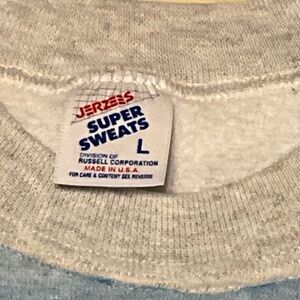 JERZEES
SUPER
SWEATS
L
DIVISION OF
RUSSELL CORPORATION
MADE IN U.S.A.
FOR CARE & CONTENT SEE REVERSE